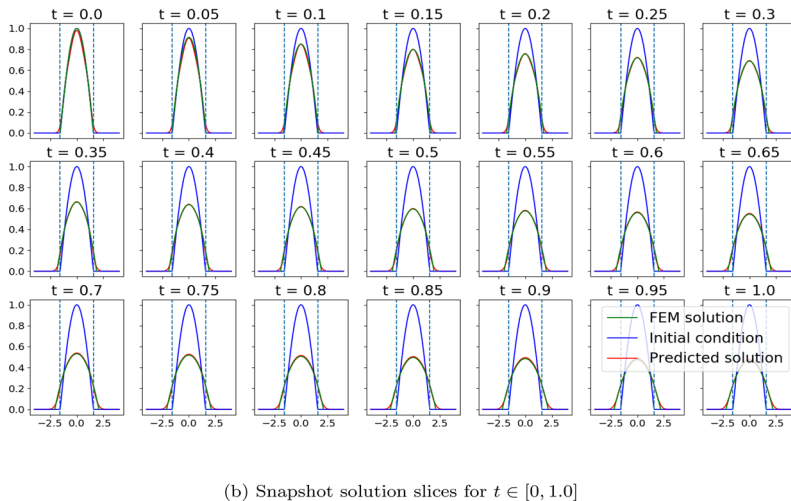 t = 0.0 t = 0.05 t = 0.1 t = 0.15 t = 0.2 t = 0.25 t = 0.3
1.0
0.8
0.6
0.4
0.2
0.0
t = 0.35 t = 0.4 t = 0.45 t = 0.5 t = 0.55 t = 0.6 t = 0.65
1.0
0.8
0.6
0.4
0.2
0.0
t = 0.7 t = 0.75 t = 0.8 t = 0.85 t = 0.9 t = 0.95 t = 1.0
1.0
0.8
0.6
0.4
0.2
0.0
FEM solution
Initial condition
Predicted solution
−2.5 0.0 2.5 −2.5 0.0 2.5 −2.5 0.0 2.5 −2.5 0.0 2.5 −2.5 0.0 2.5 −2.5 0.0 2.5 −2.5 0.0 2.5
(b) Snapshot solution slices for t ∈ [0, 1.0]